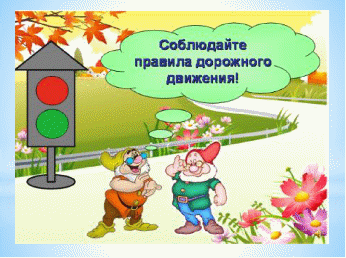 Соблюдайте
правила дорожного
движения!